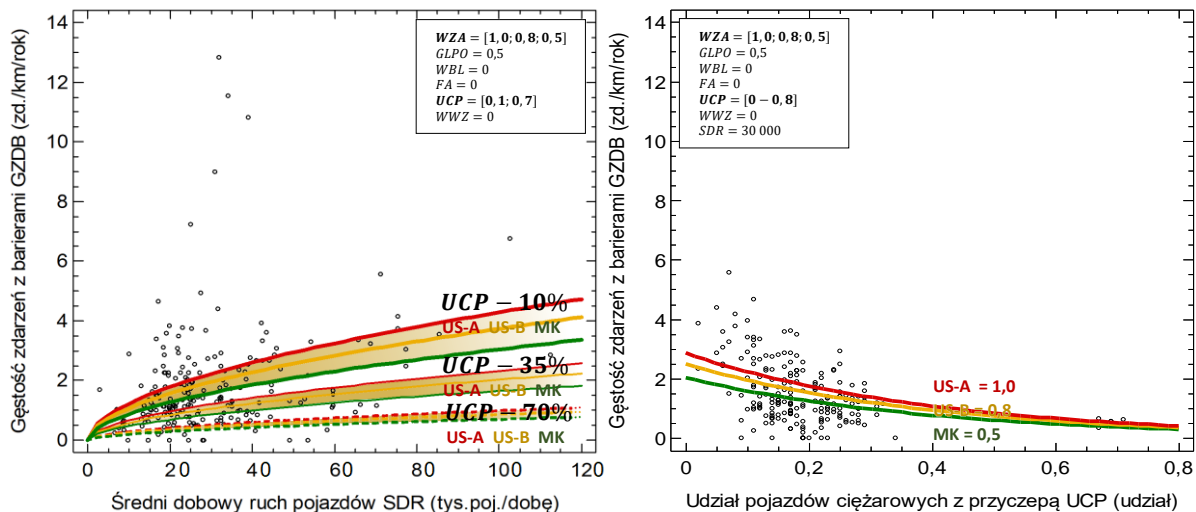 Gęstość zdarzeń z barierami GZDB (zd./km/rok)
14
12
10
8
6
4
2
0
WZA = [1,0; 0,8; 0,5]
GLPO = 0,5
WBL = 0
FA = 0
UCP = [0,1; 0,7]
WWZ = 0
UCP − 10%
US-A US-B MK
UCP − 35%
US-A US-B MK
UCP − 70%
US-A US-B MK
0 20 40 60 80 100 120
Średni dobowy ruch pojazdów SDR (tys.poj./dobę)
Gęstość zdarzeń z barierami GZDB (zd./km/rok)
14
12
10
8
6
4
2
0
WZA = [1,0; 0,8; 0,5]
GLPO = 0,5
WBL = 0
FA = 0
UCP = [0 − 0,8]
WWZ = 0
SDR = 30 000
US-A = 1,0
US-B = 0,8
MK = 0,5
0 0,2 0,4 0,6 0,8
Udział pojazdów ciężarowych z przyczepą UCP (udział)